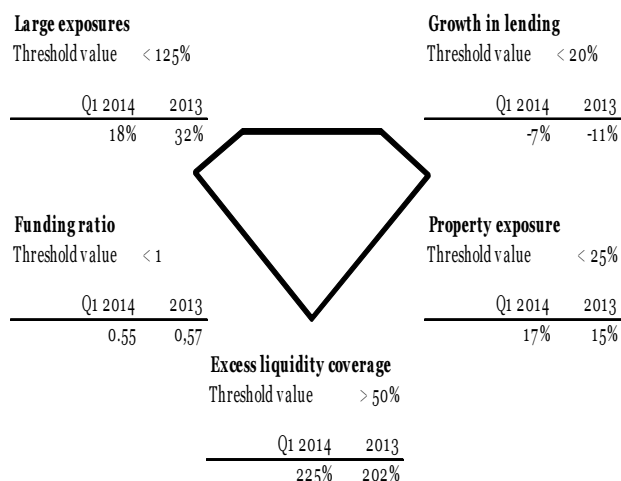 Large exposures
Threshold value < 125%
Q1 2014 2013
18% 32%
Growth in lending
Threshold value < 20%
Q1 2014 2013
-7% -11%
Funding ratio
Threshold value < 1
Q1 2014 2013
0.55 0,57
Property exposure
Threshold value < 25%
Q1 2014 2013
17% 15%
Excess liquidity coverage
Threshold value > 50%
Q1 2014 2013
225% 202%